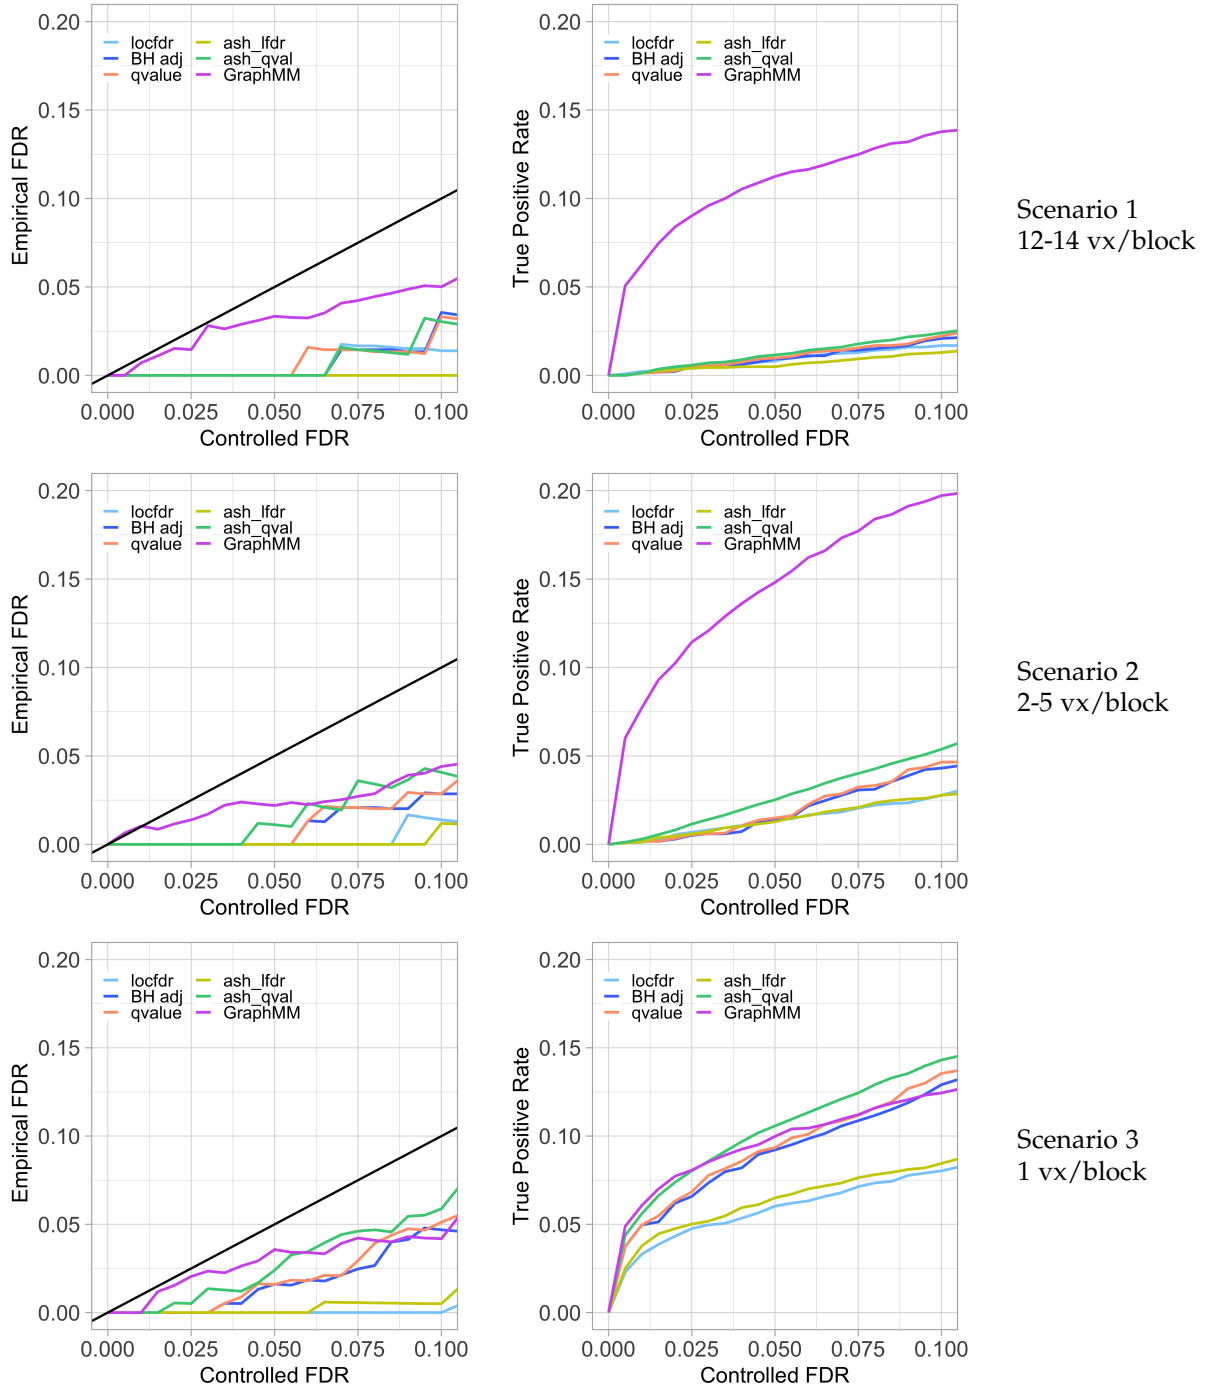 0.20
0.15
0.10
0.05
0.00
Empirical FDR
locfdr
BH adj
qvalue
ash_lfdr
ash_qval
GraphMM
0.000 0.025 0.050 0.075 0.100
Controlled FDR
0.20
0.15
0.10
0.05
0.00
True Positive Rate
locfdr
BH adj
qvalue
ash_lfdr
ash_qval
GraphMM
0.000 0.025 0.050 0.075 0.100
Controlled FDR
Scenario 1
12-14 vx/block
0.20
0.15
0.10
0.05
0.00
Empirical FDR
locfdr
BH adj
qvalue
ash_lfdr
ash_qval
GraphMM
0.000 0.025 0.050 0.075 0.100
Controlled FDR
0.20
0.15
0.10
0.05
0.00
True Positive Rate
locfdr
BH adj
qvalue
ash_lfdr
ash_qval
GraphMM
0.000 0.025 0.050 0.075 0.100
Controlled FDR
Scenario 2
2-5 vx/block
0.20
0.15
0.10
0.05
0.00
Empirical FDR
locfdr
BH adj
qvalue
ash_lfdr
ash_qval
GraphMM
0.000 0.025 0.050 0.075 0.100
Controlled FDR
0.20
0.15
0.10
0.05
0.00
True Positive Rate
locfdr
BH adj
qvalue
ash_lfdr
ash_qval
GraphMM
0.000 0.025 0.050 0.075 0.100
Controlled FDR
Scenario 3
1 vx/block